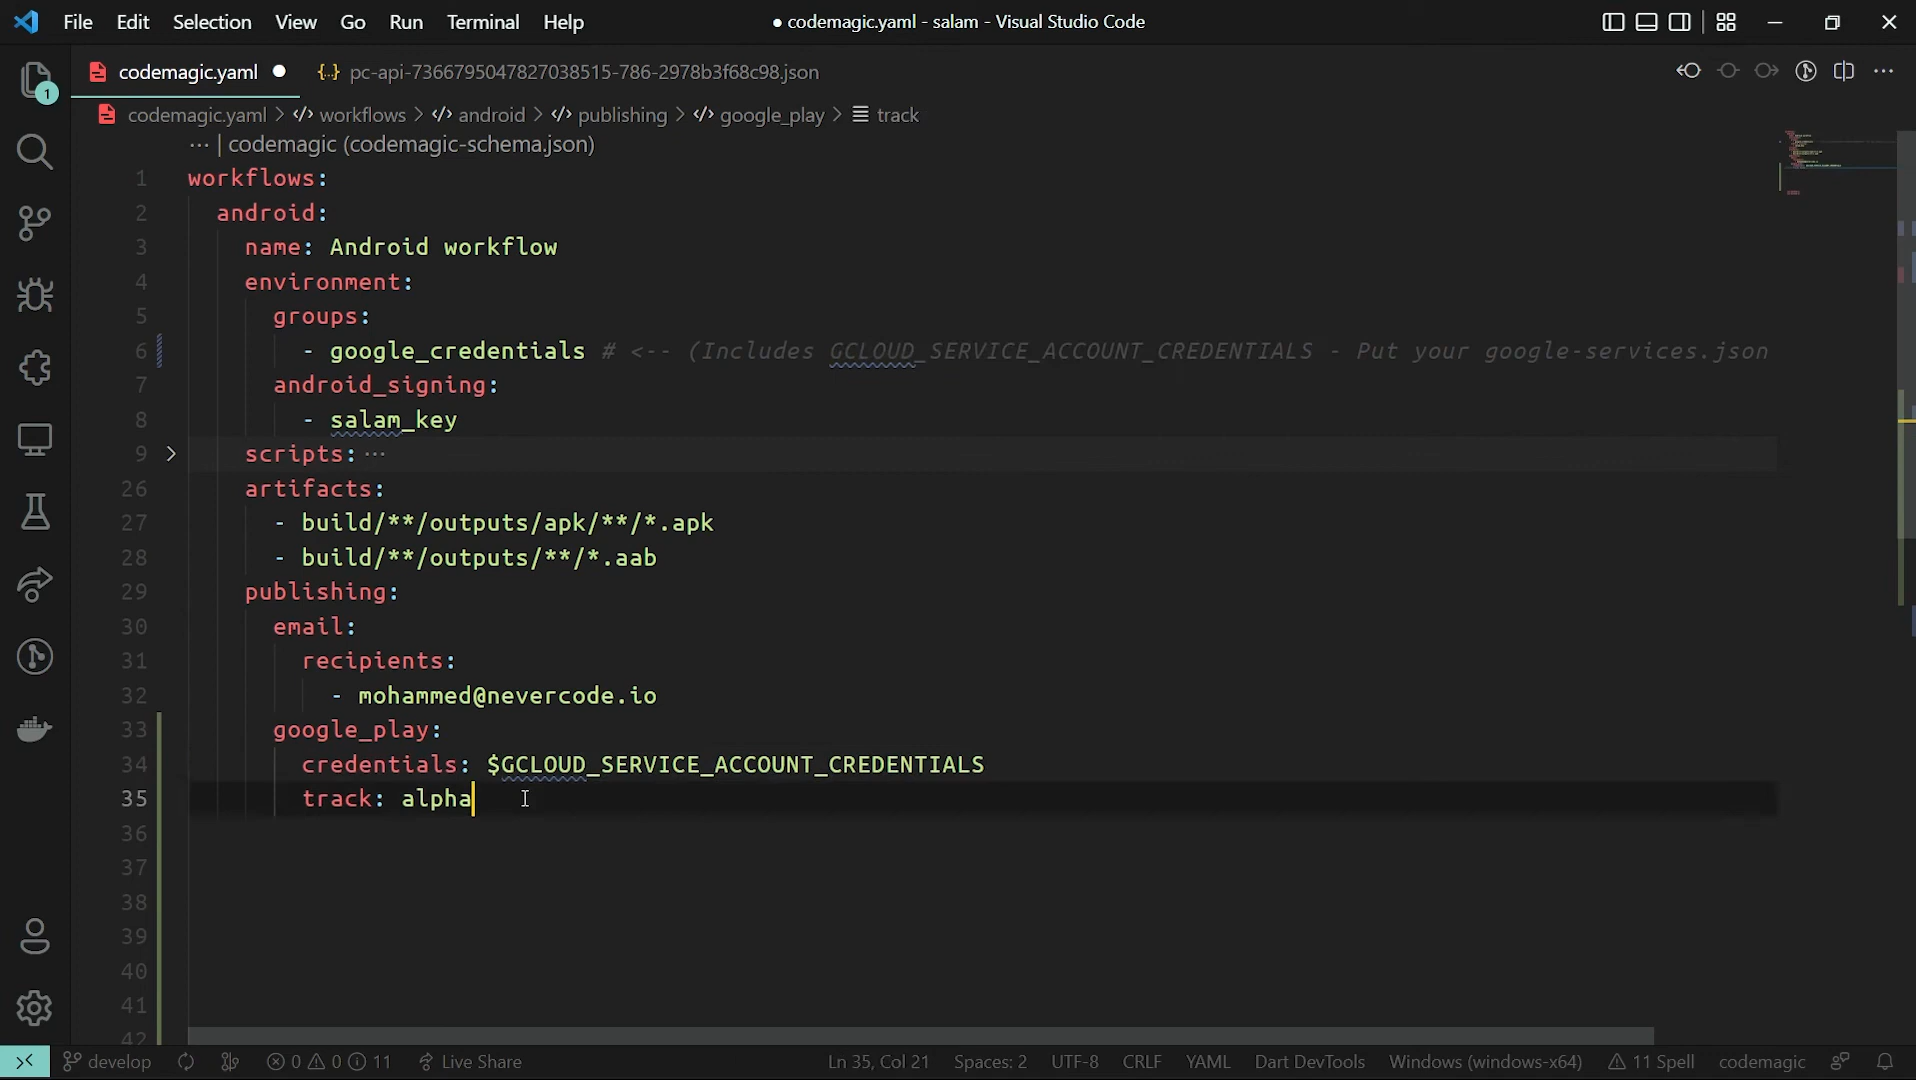 File Edit Selection View Go Run Terminal Help ● codemagic.yaml - salam - Visual Studio Code
codemagic.yaml ● {..} pc-api-7366795047827038515-786-2978b3f68c98.json
1
codemagic.yaml > workflows > android > publishing > google_play > track
··· | codemagic (codemagic-schema.json)
1 workflows:
2 android:
3 name: Android workflow
4 environment:
5 groups:
6 - google_credentials # <-- (Includes GCLOUD_SERVICE_ACCOUNT_CREDENTIALS - Put your google-services.json
7 android_signing:
8 - salam_key
9 scripts: ···
26 artifacts:
27 - build/**/outputs/apk/**/*.apk
28 - build/**/outputs/**/*.aab
29 publishing:
30 email:
31 recipients:
32 - mohammed@nevercode.io
33 google_play:
34 credentials: $GCLOUD_SERVICE_ACCOUNT_CREDENTIALS
35 track: alpha
36
37
38
39
40
41
42
develop 0 0 11 Live Share Ln 35, Col 21 Spaces: 2 UTF-8 CRLF YAML Dart DevTools Windows (windows-x64) 11 Spell codemagic